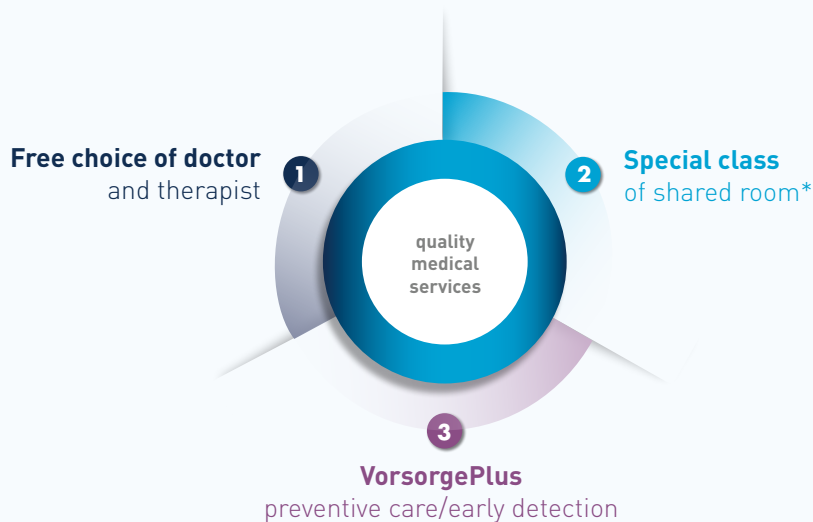 Free choice of doctor
and therapist
1
2
Special class
of shared room*
quality
medical
services
3
VorsorgePlus
preventive care/early detection